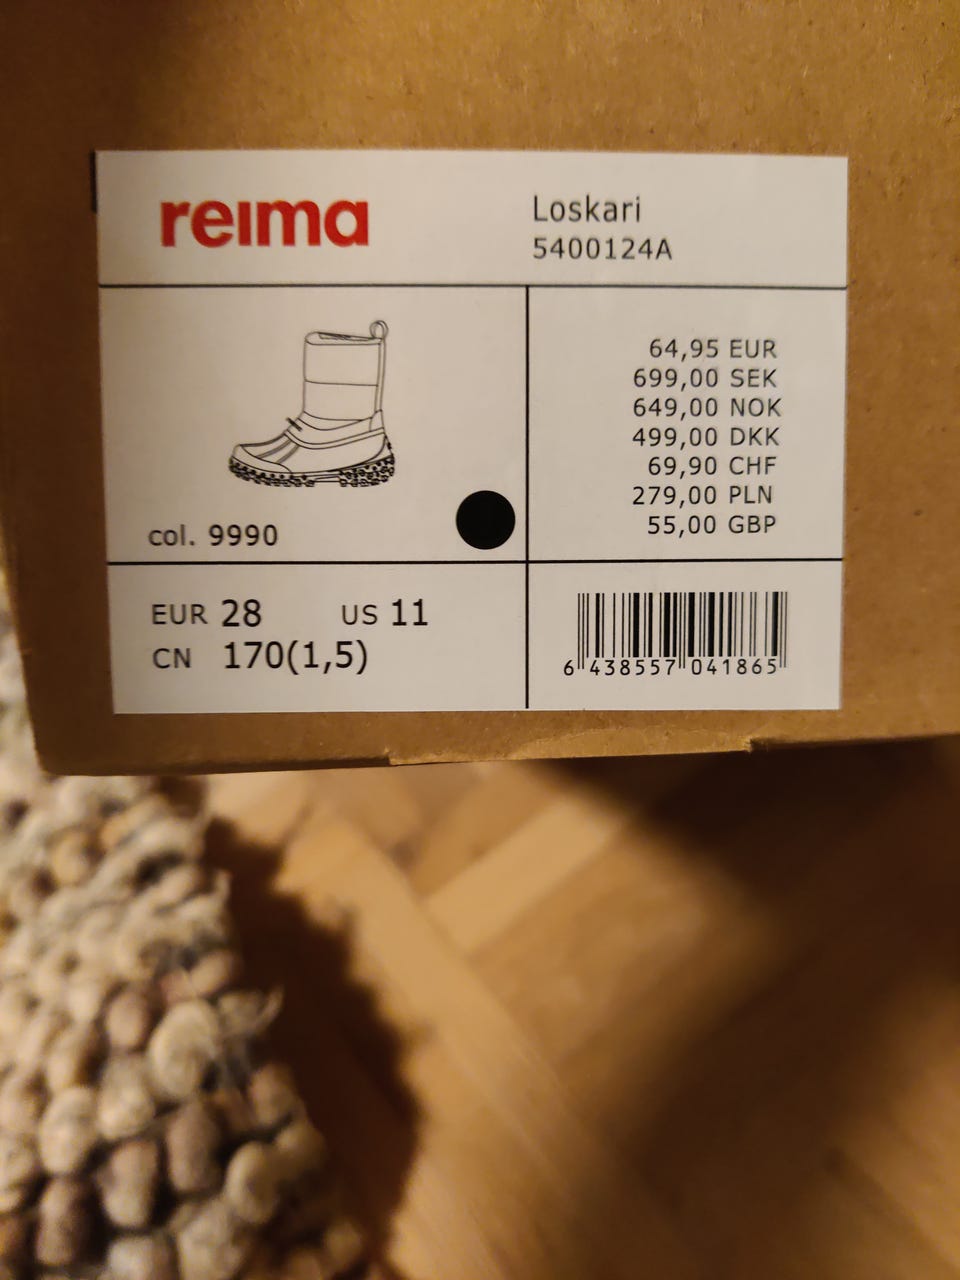 reima
Loskari
5400124A
64,95 EUR
699,00 SEK
649,00 NOK
499,00 DKK
69,90 CHF
279,00 PLN
55,00 GBP
col. 9990
EUR 28 US 11
CN 170(1,5)
6 438557 041865